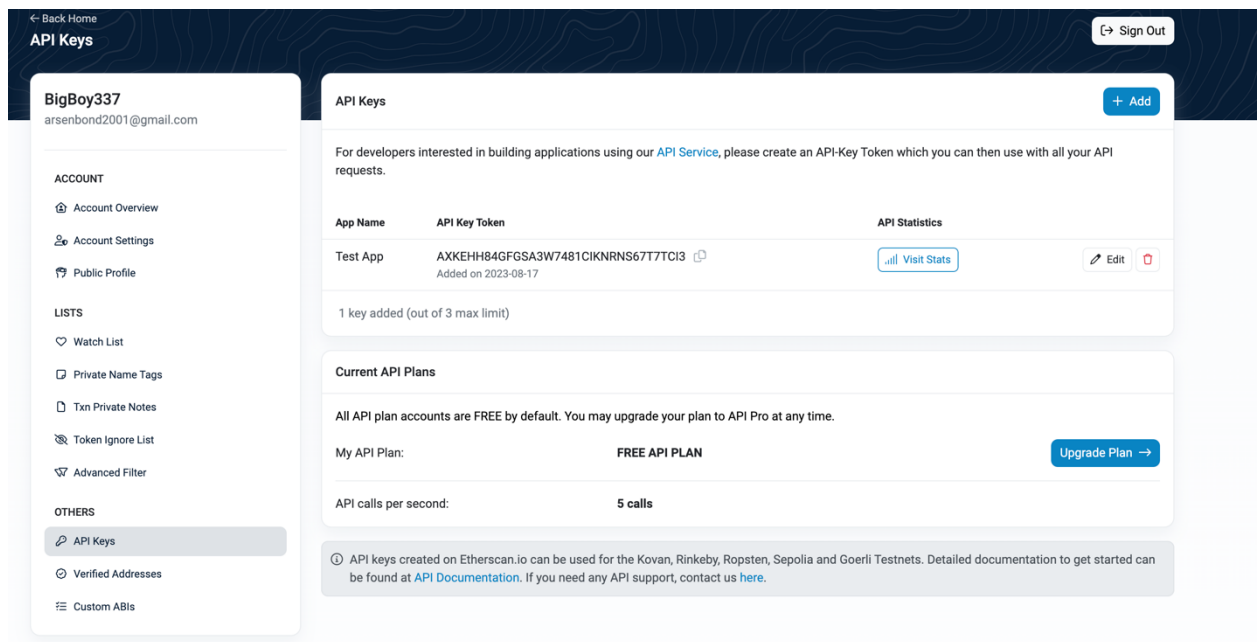 ← Back Home
API Keys
Sign Out
BigBoy337
arsenbond2001@gmail.com
ACCOUNT
Account Overview
Account Settings
Public Profile
LISTS
Watch List
Private Name Tags
Txn Private Notes
Token Ignore List
Advanced Filter
OTHERS
API Keys
Verified Addresses
Custom ABIs
API Keys
+ Add
For developers interested in building applications using our API Service, please create an API-Key Token which you can then use with all your API
requests.
App Name API Key Token API Statistics
Test App AXKEHH84GFGSA3W7481CIKNRNS67T7TCI3 Visit Stats Edit
Added on 2023-08-17
1 key added (out of 3 max limit)
Current API Plans
All API plan accounts are FREE by default. You may upgrade your plan to API Pro at any time.
My API Plan: FREE API PLAN Upgrade Plan →
API calls per second: 5 calls
API keys created on Etherscan.io can be used for the Kovan, Rinkeby, Ropsten, Sepolia and Goerli Testnets. Detailed documentation to get started can
be found at API Documentation. If you need any API support, contact us here.